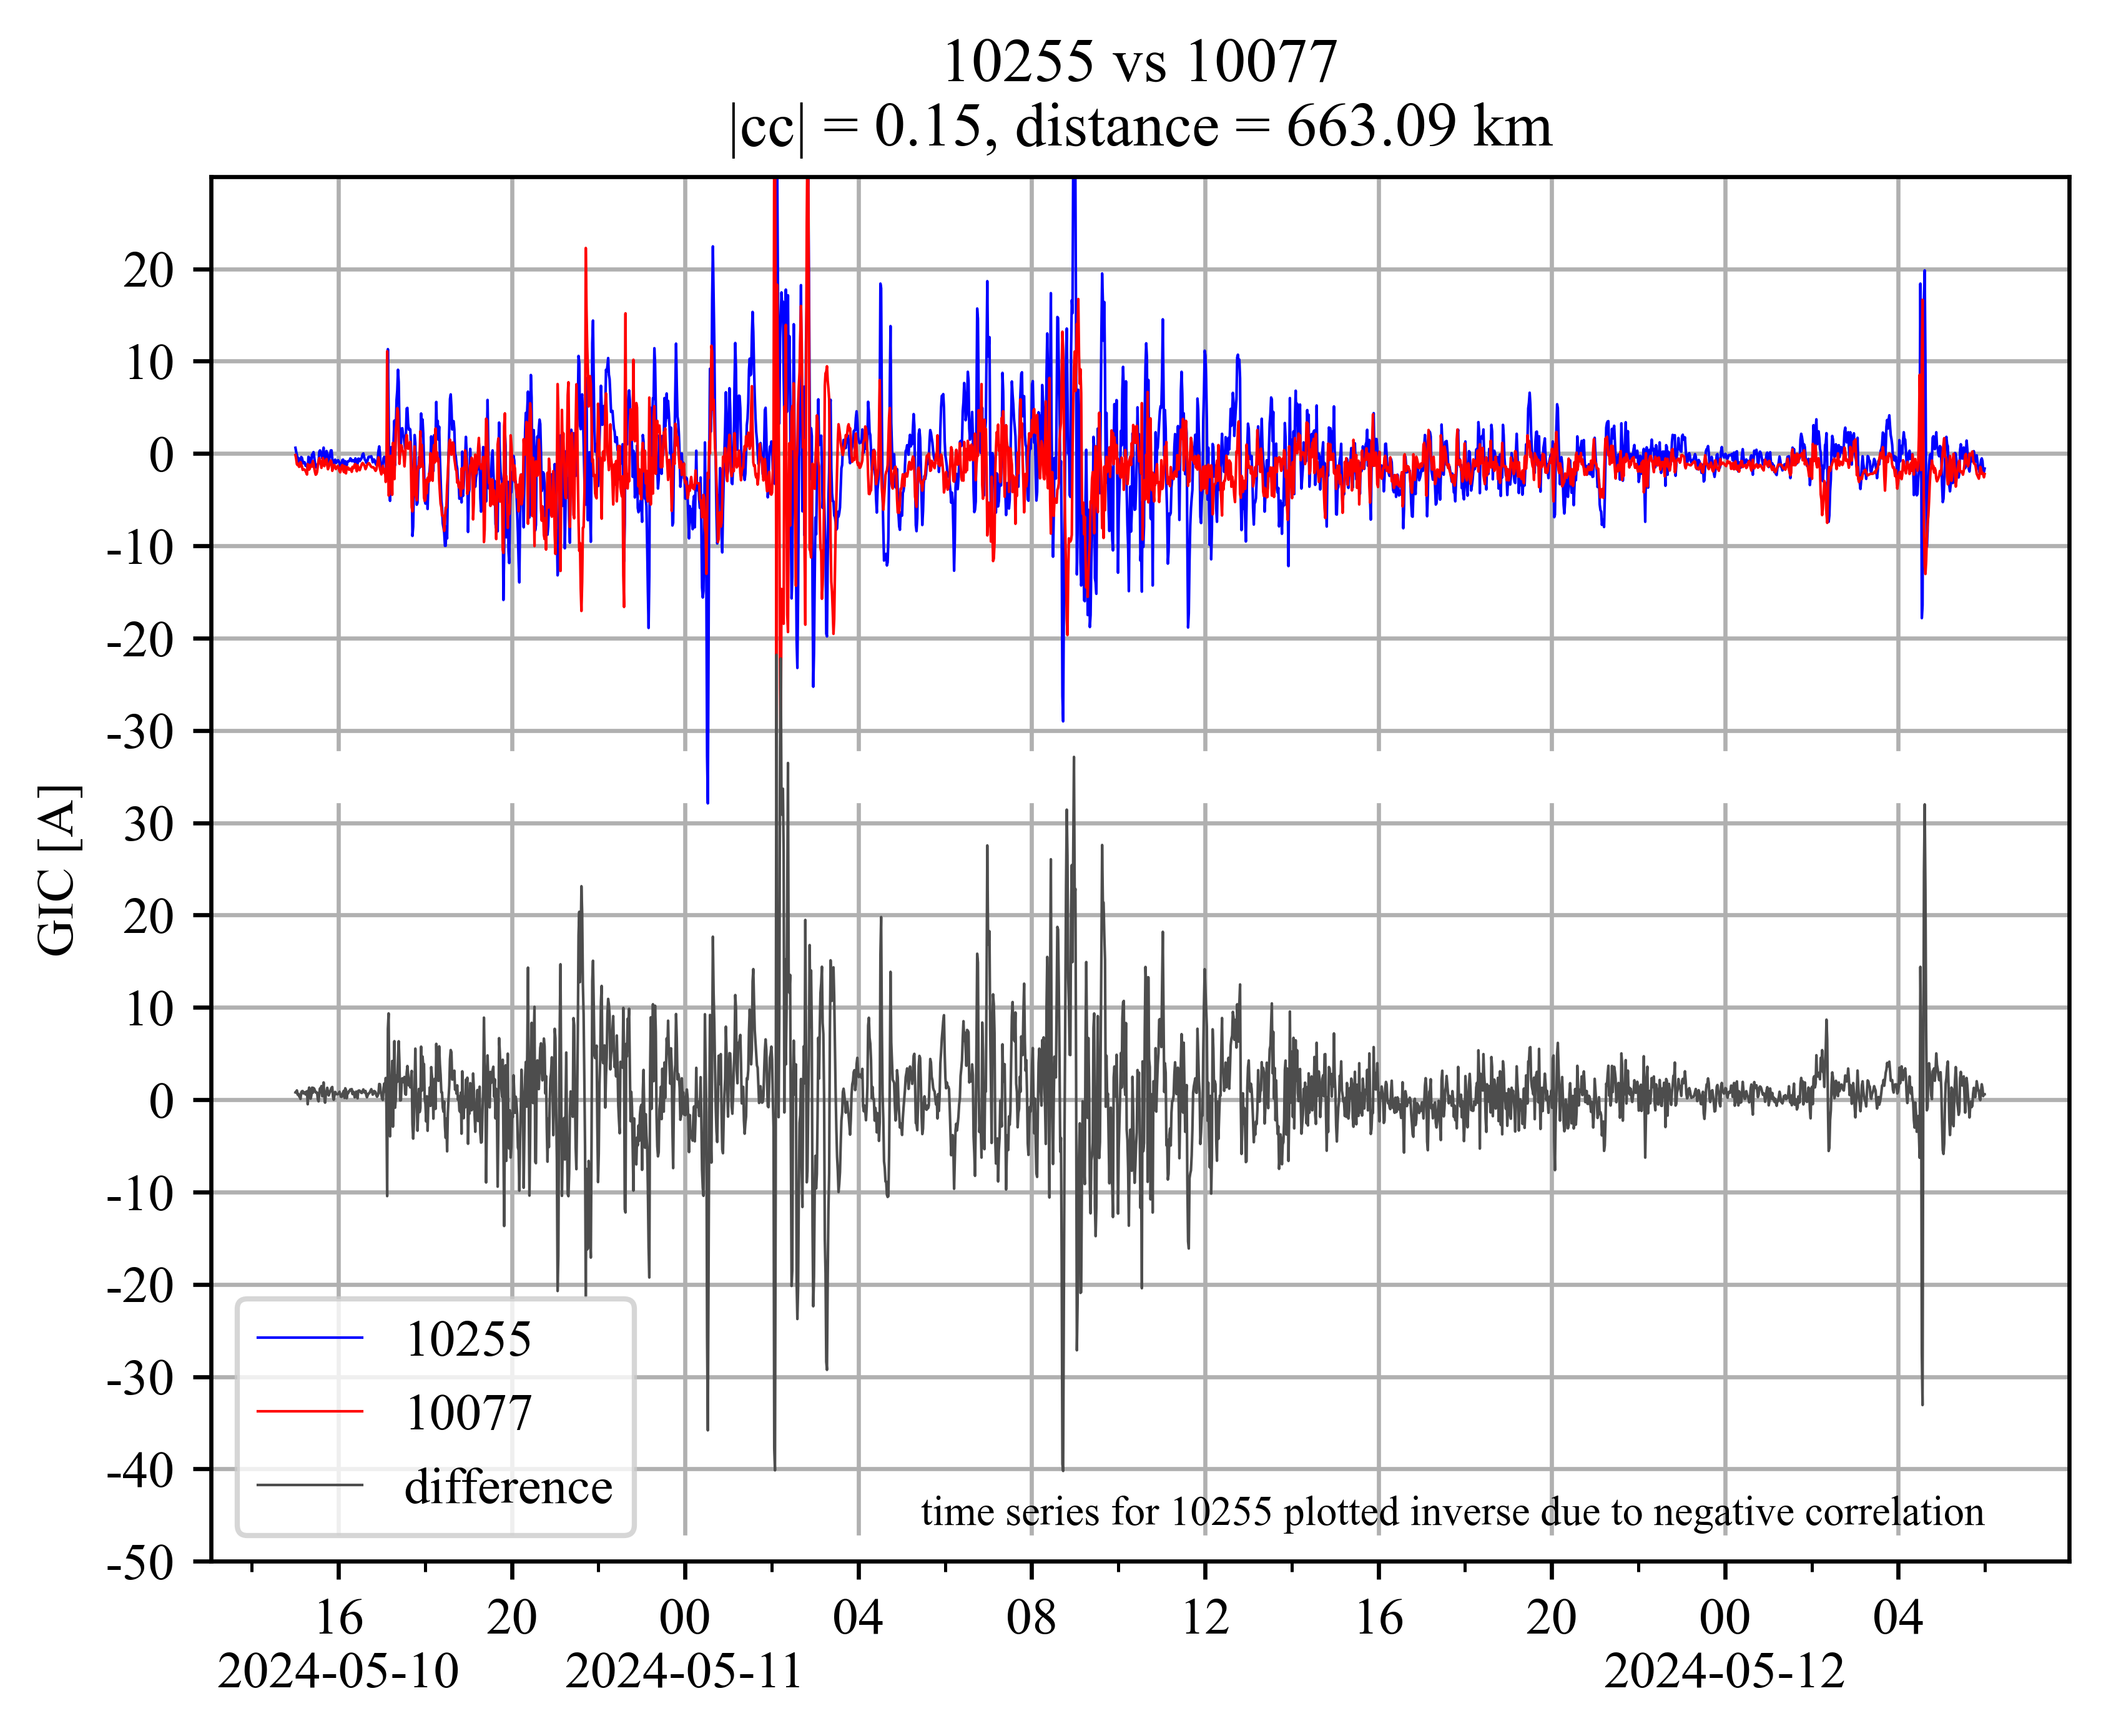 10255 vs 10077
|cc| = 0.15, distance = 663.09 km
GIC [A]
20
10
0
-10
-20
-30
30
20
10
0
-10
-20
-30
-40
-50
10255
10077
difference
time series for 10255 plotted inverse due to negative correlation
16 20 00 04 08 12 16 20 00 04
2024-05-10 2024-05-11 2024-05-12